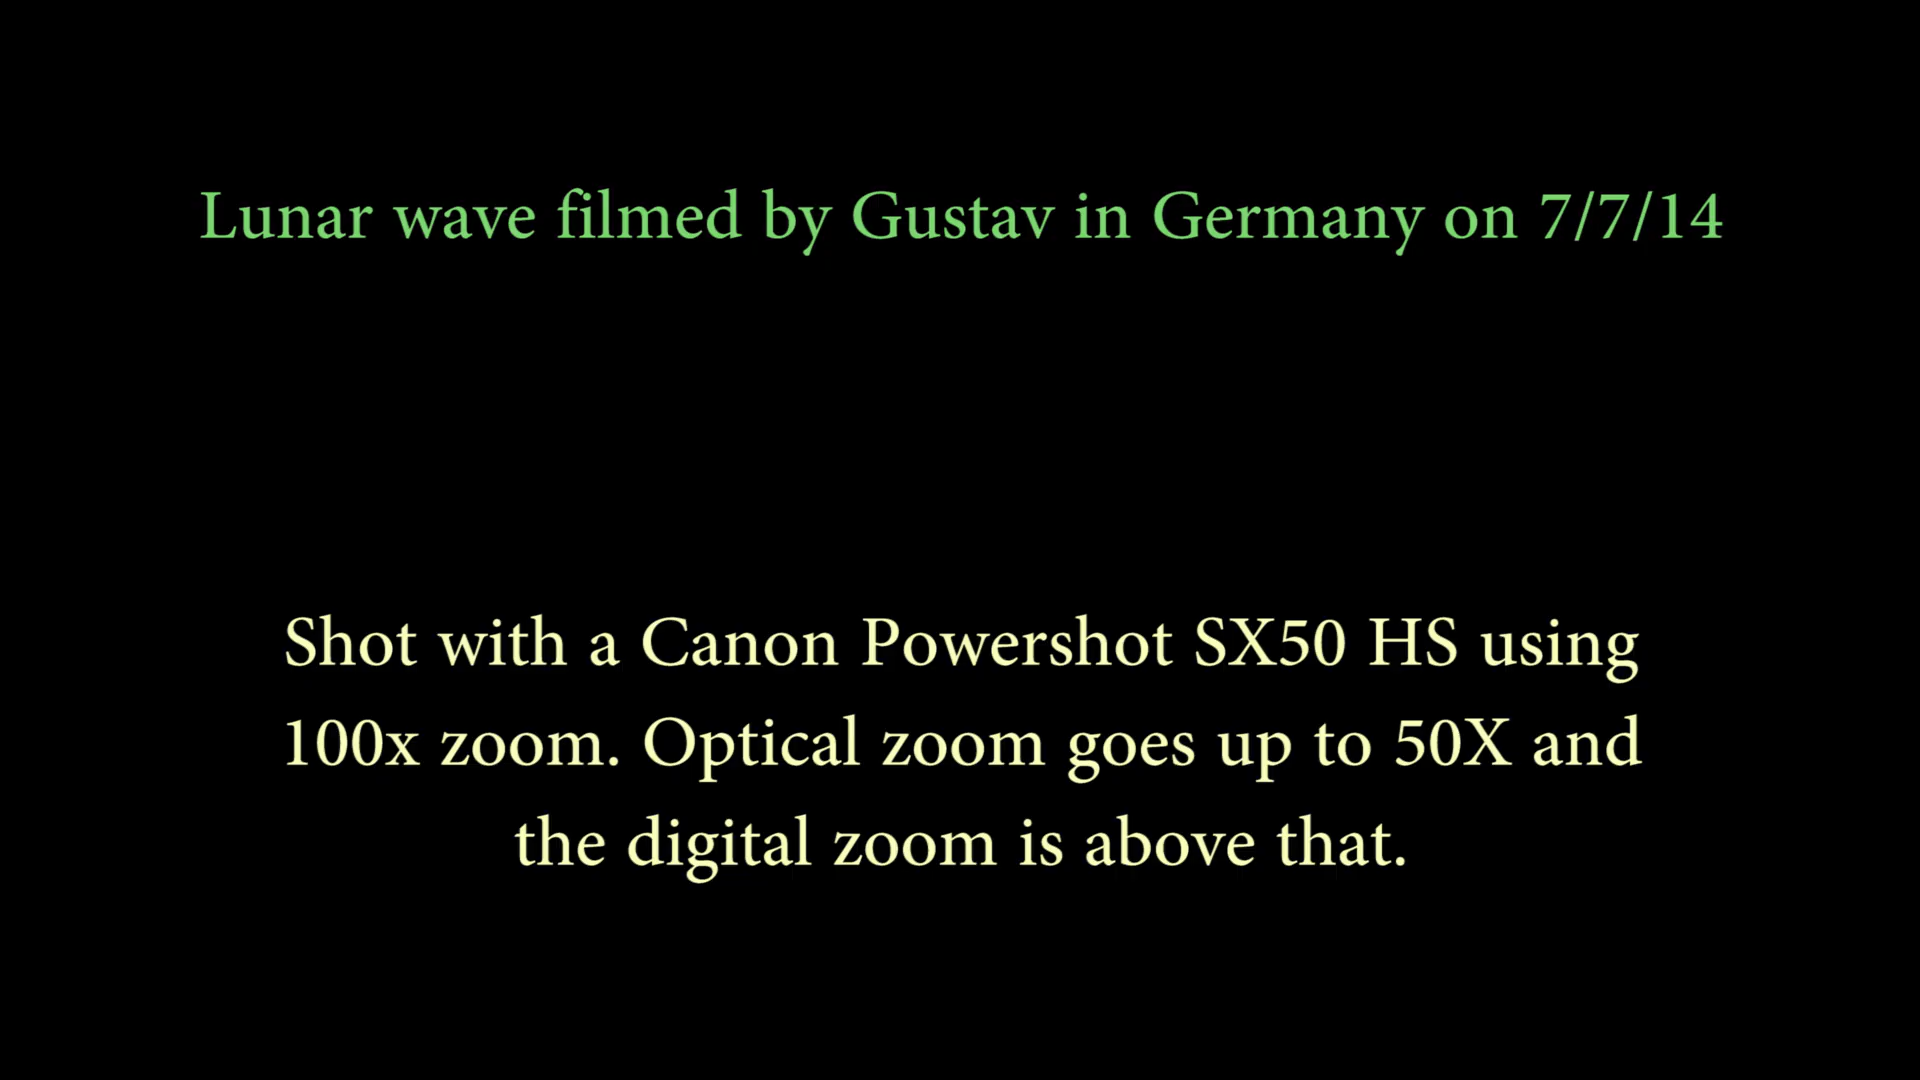 Lunar wave filmed by Gustav in Germany on 7/7/14
Shot with a Canon Powershot SX50 HS using
100x zoom. Optical zoom goes up to 50X and
the digital zoom is above that.